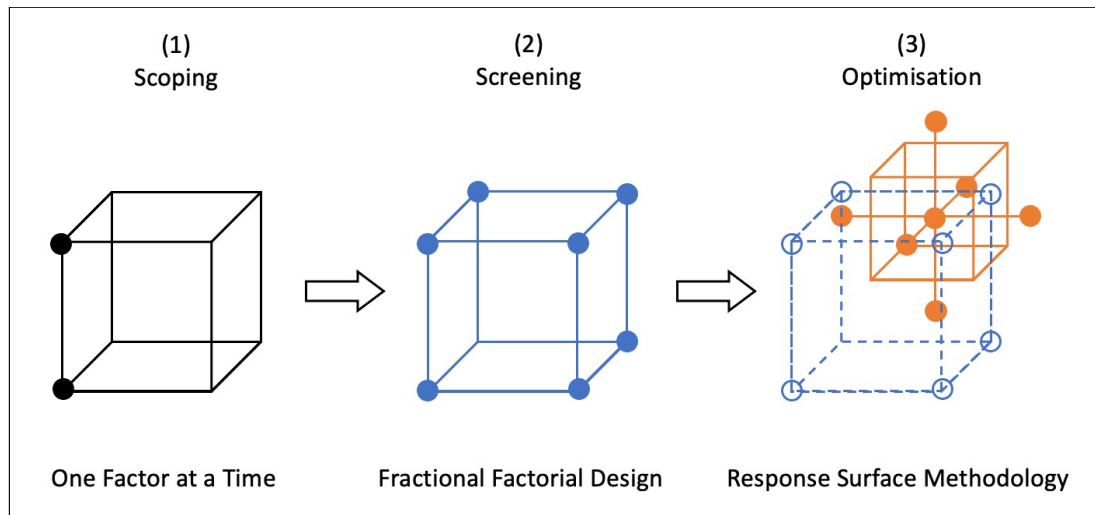 (1)
Scoping
(2)
Screening
(3)
Optimisation
One Factor at a Time
Fractional Factorial Design
Response Surface Methodology